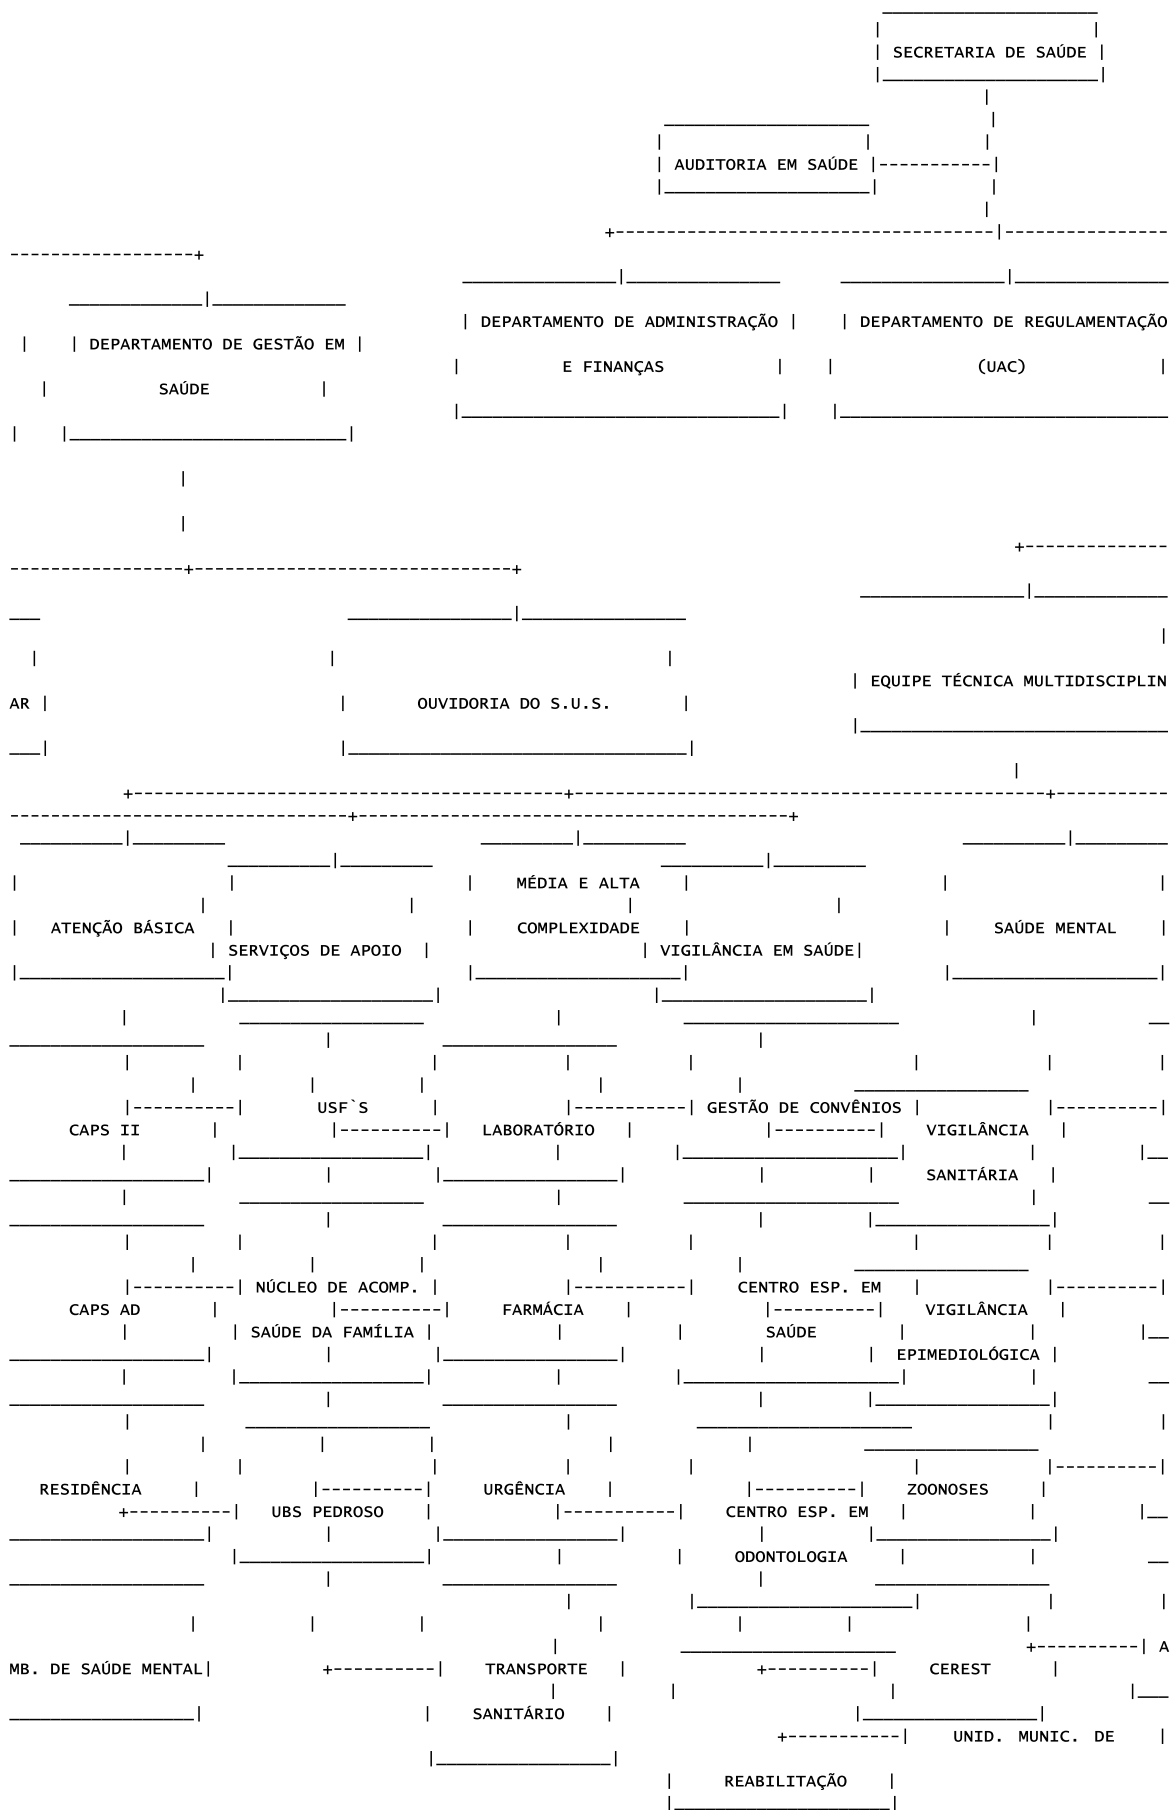 SECRETARIA DE SAÚDE
AUDITORIA EM SAÚDE
DEPARTAMENTO DE ADMINISTRAÇÃO DEPARTAMENTO DE REGULAMENTAÇÃO
DEPARTAMENTO DE GESTÃO EM
E FINANÇAS (UAC)
SAÚDE
EQUIPE TÉCNICA MULTIDISCIPLIN
AR OUVIDORIA DO S.U.S.
MÉDIA E ALTA
ATENÇÃO BÁSICA COMPLEXIDADE SAÚDE MENTAL
SERVIÇOS DE APOIO VIGILÂNCIA EM SAÚDE
USF`S GESTÃO DE CONVÊNIOS
CAPS II LABORATÓRIO VIGILÂNCIA
SANITÁRIA
NÚCLEO DE ACOMP. CENTRO ESP. EM
CAPS AD FARMÁCIA VIGILÂNCIA
SAÚDE DA FAMÍLIA SAÚDE
EPIMEDIOLÓGICA
RESIDÊNCIA URGÊNCIA ZOONOSES
UBS PEDROSO CENTRO ESP. EM
ODONTOLOGIA
A
MB. DE SAÚDE MENTAL TRANSPORTE CEREST
SANITÁRIO
UNID. MUNIC. DE
REABILITAÇÃO